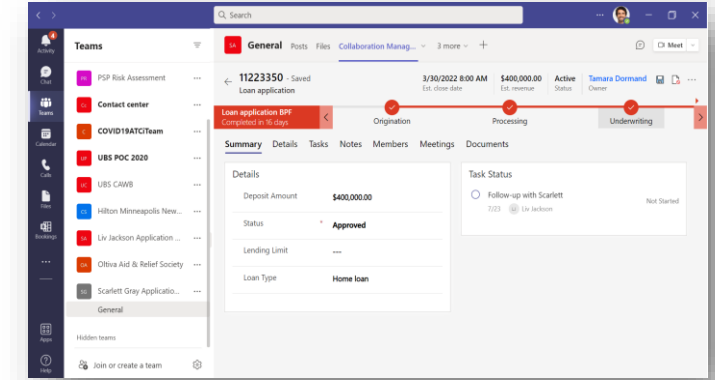 Search
Activity
Chat
Teams
Calendar
Calls
Files
Bookings
Apps
Help
Teams
PR PSP Risk Assessment
Contact center
COVID19ATCiTeam
UBS POC 2020
UBS CAWB
Hilton Minneapolis New...
SA Liv Jackson Application ...
OA Oltiva Aid & Relief Society
SG Scarlett Gray Applicatio...
General
Hidden teams
Join or create a team
SA General Posts Files Collaboration Manag... 3 more +
Meet
11223350 - Saved
Loan application
3/30/2022 8:00 AM
Est. close date
$400,000.00
Est. revenue
Active
Status
Tamara Dormand
Owner
Loan application BPF
Completed in 16 days
Origination
Processing
Underwriting
Summary Details Tasks Notes Members Meetings Documents
Details
Deposit Amount $400,000.00
Status * Approved
Lending Limit ---
Loan Type Home loan
Task Status
Follow-up with Scarlett
7/23 LJ Liv Jackson
Not Started